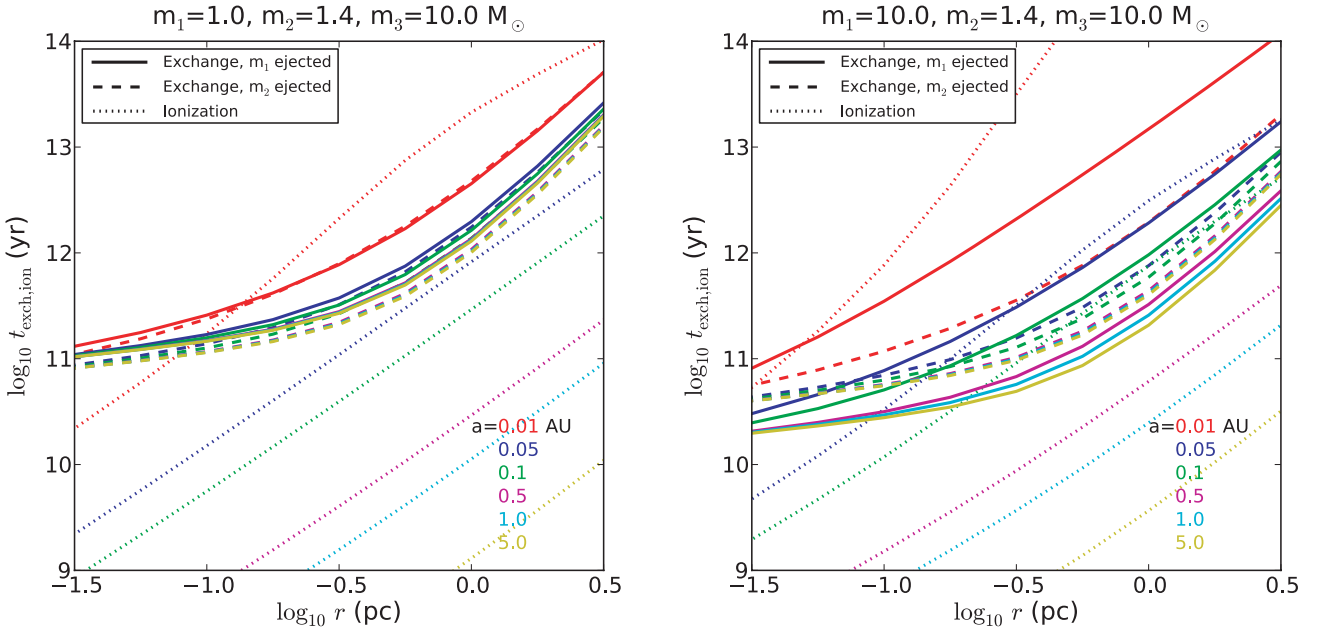 m₁=1.0, m₂=1.4, m₃=10.0 M☉
14
13
12
11
10
9
log₁₀ t_exch,ion (yr)
Exchange, m₁ ejected
Exchange, m₂ ejected
Ionization
a=0.01 AU
0.05
0.1
0.5
1.0
5.0
−1.5 −1.0 −0.5 0.0 0.5
log₁₀ r (pc)
m₁=10.0, m₂=1.4, m₃=10.0 M☉
14
13
12
11
10
9
log₁₀ t_exch,ion (yr)
Exchange, m₁ ejected
Exchange, m₂ ejected
Ionization
a=0.01 AU
0.05
0.1
0.5
1.0
5.0
−1.5 −1.0 −0.5 0.0 0.5
log₁₀ r (pc)